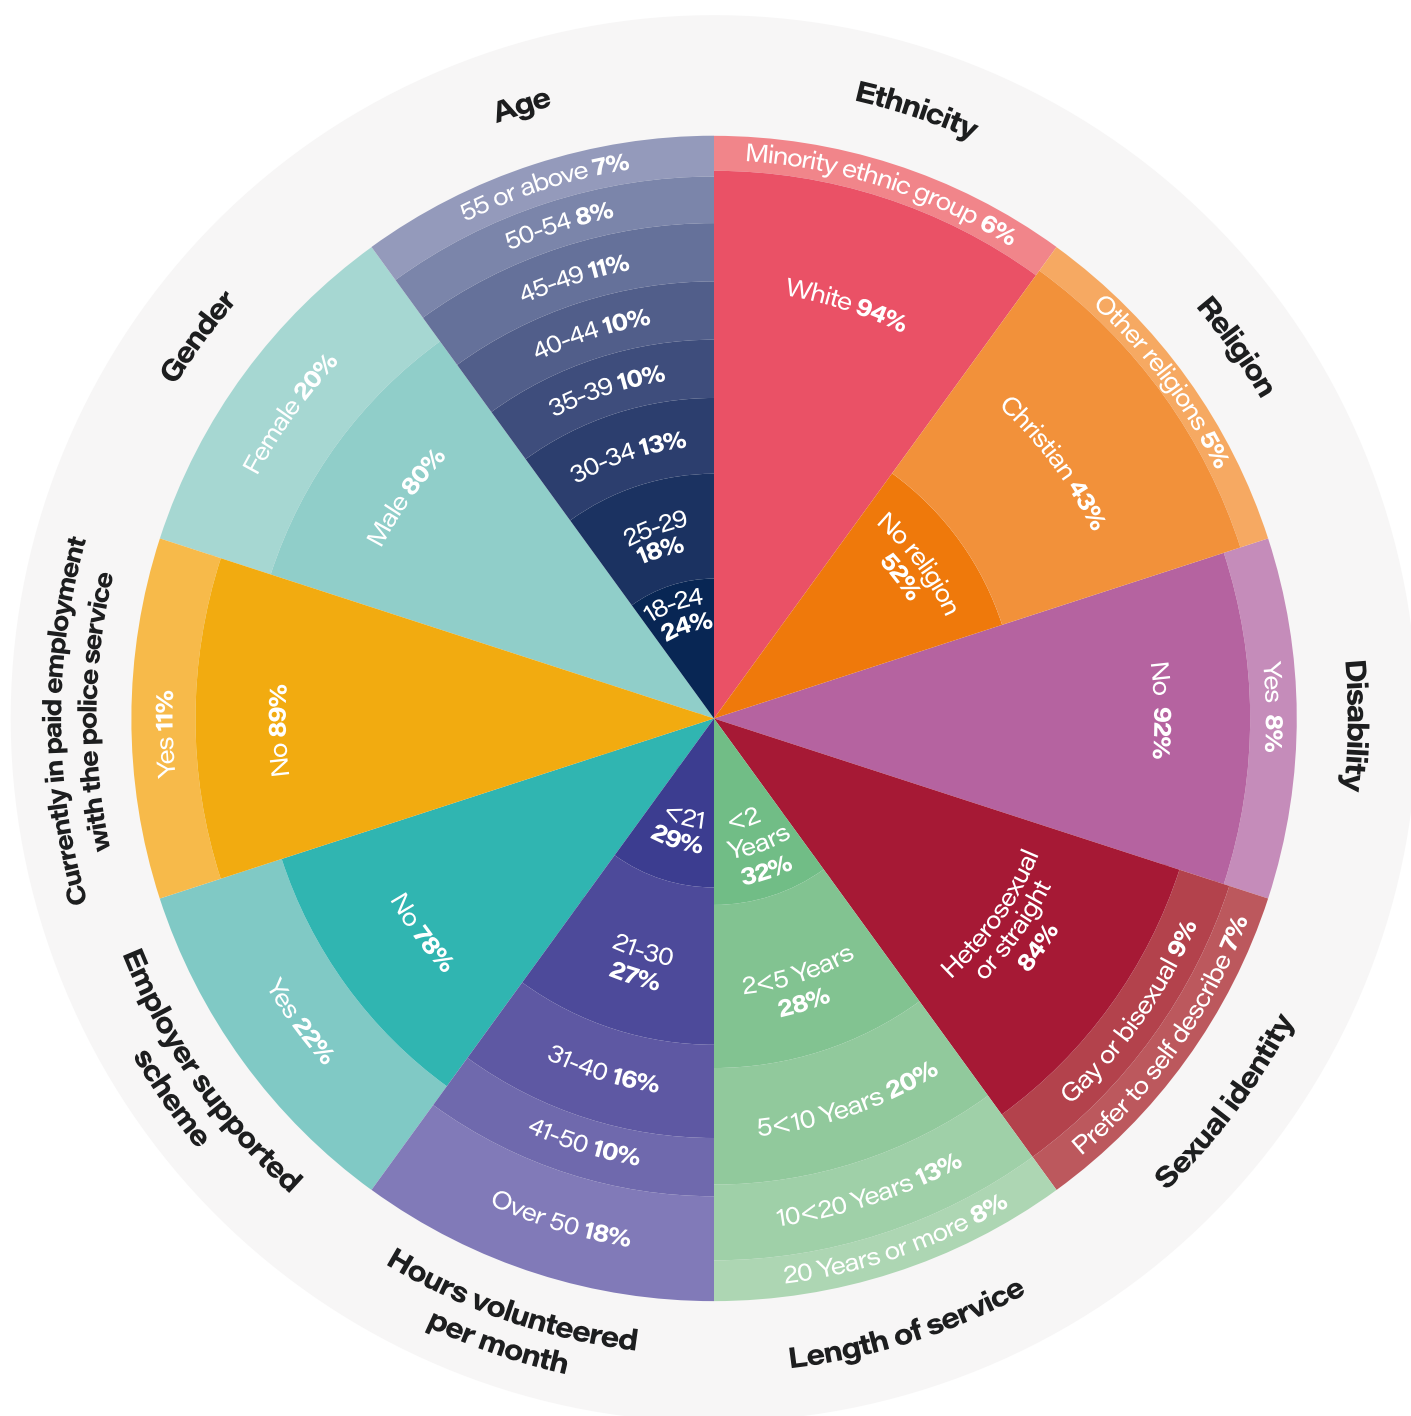 Ethnicity
Minority ethnic group 6%
White 94%
Religion
Other religions 5%
Christian 43%
No religion
52%
Disability
Yes 8%
No 92%
Sexual identity
Prefer to self describe 7%
Gay or bisexual 9%
Heterosexual
or straight
84%
Length of service
<2
Years
32%
2<5 Years
28%
5<10 Years 20%
10<20 Years 13%
20 Years or more 8%
Hours volunteered
per month
<21
29%
21-30
27%
31-40 16%
41-50 10%
Over 50 18%
Employer supported
scheme
No 78%
Yes 22%
Currently in paid employment
with the police service
Yes 11%
No 89%
Gender
Female 20%
Male 80%
Age
55 or above 7%
50-54 8%
45-49 11%
40-44 10%
35-39 10%
30-34 13%
25-29
18%
18-24
24%